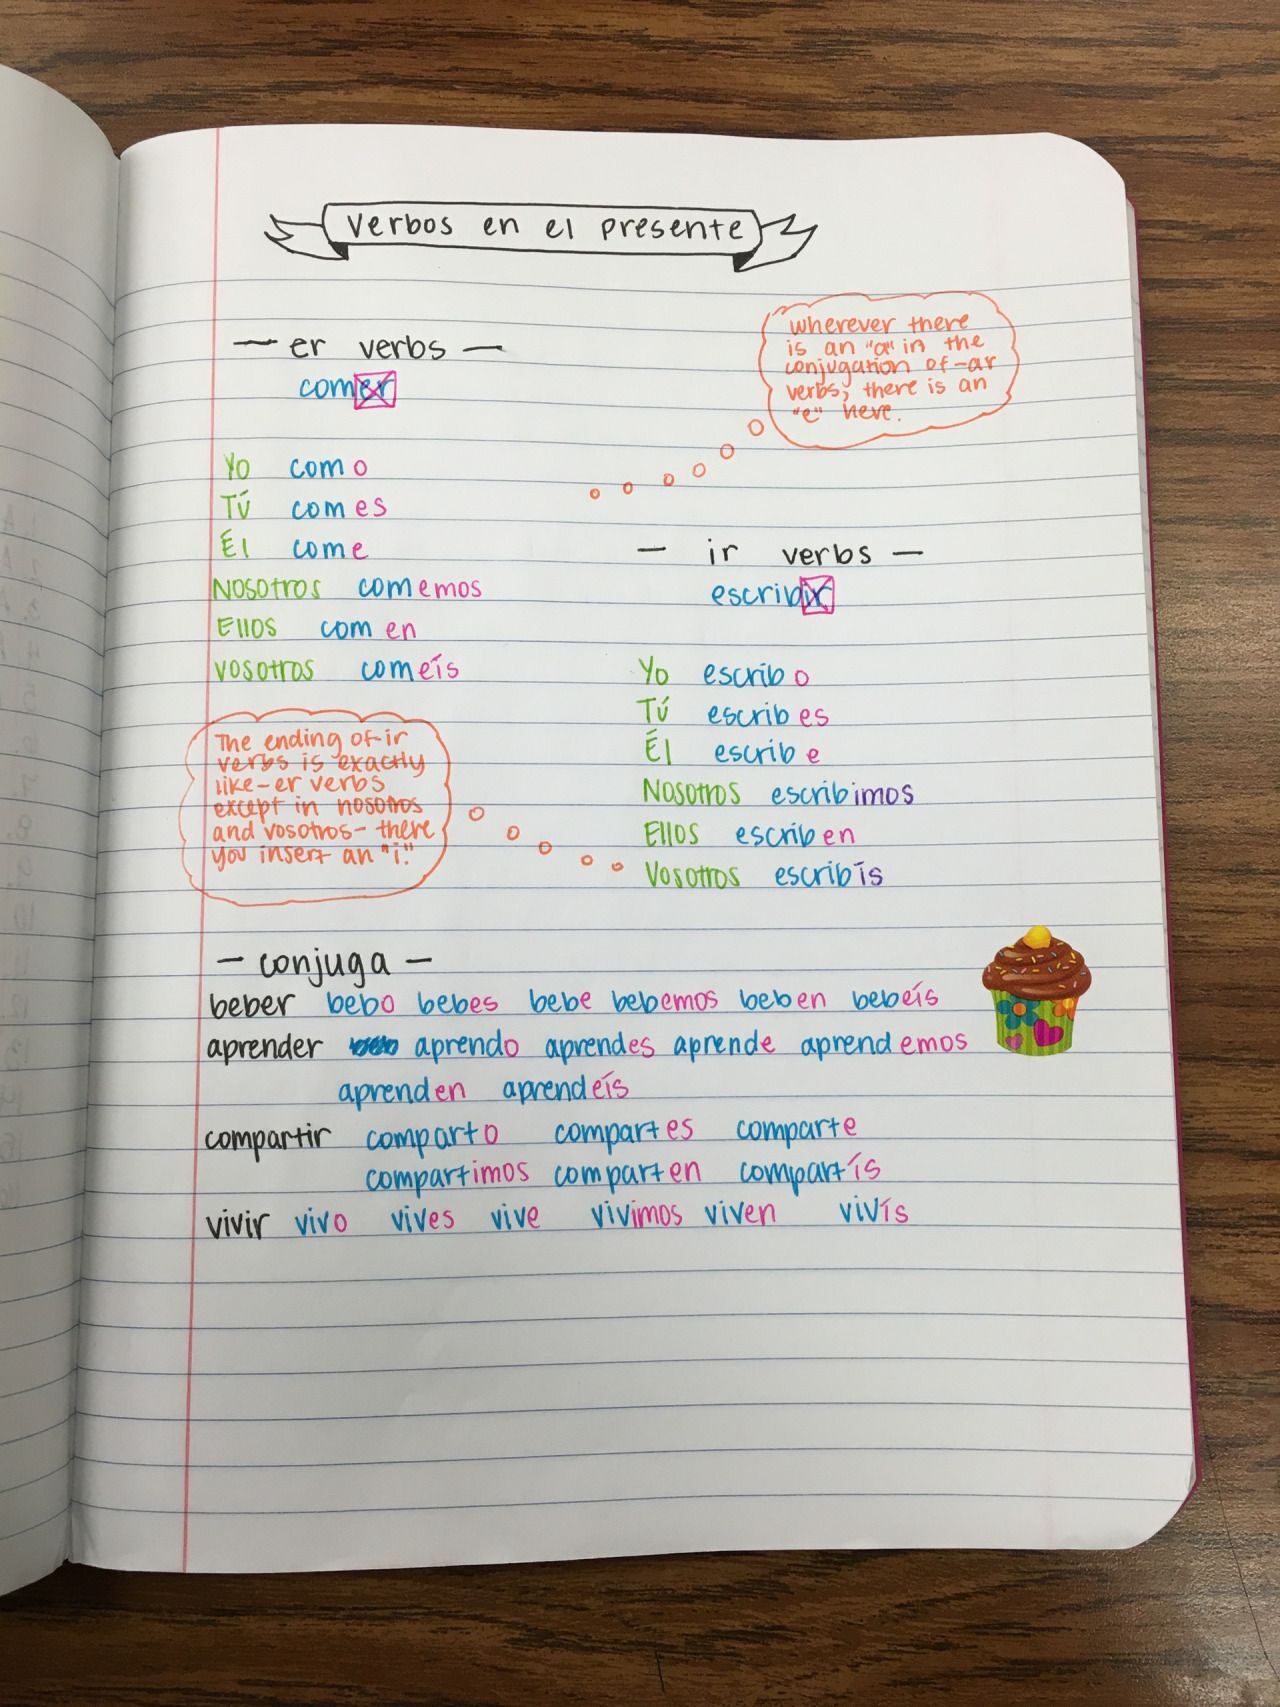 Verbos en el presente
wherever there
is an "a" in the
conjugation of -ar
verbs, there is an
"e" here.
— er verbs —
comer
Yo como
Tú comes
Él come
Nosotros comemos
Ellos comen
Vosotros comeís
— ir verbs —
escribir
Yo escribo
Tú escribes
Él escribe
Nosotros escribimos
Ellos escriben
Vosotros escribís
The ending of -ir
verbs is exactly
like -er verbs
except in nosotros
and vosotros - there
you insert an "i."
— conjuga —
beber bebo bebes bebe bebemos beben bebeís
aprender aprendo aprendes aprende aprendemos
aprenden aprendeís
compartir comparto compartes comparte
compartimos comparten compartís
vivir vivo vives vive vivimos viven vivís